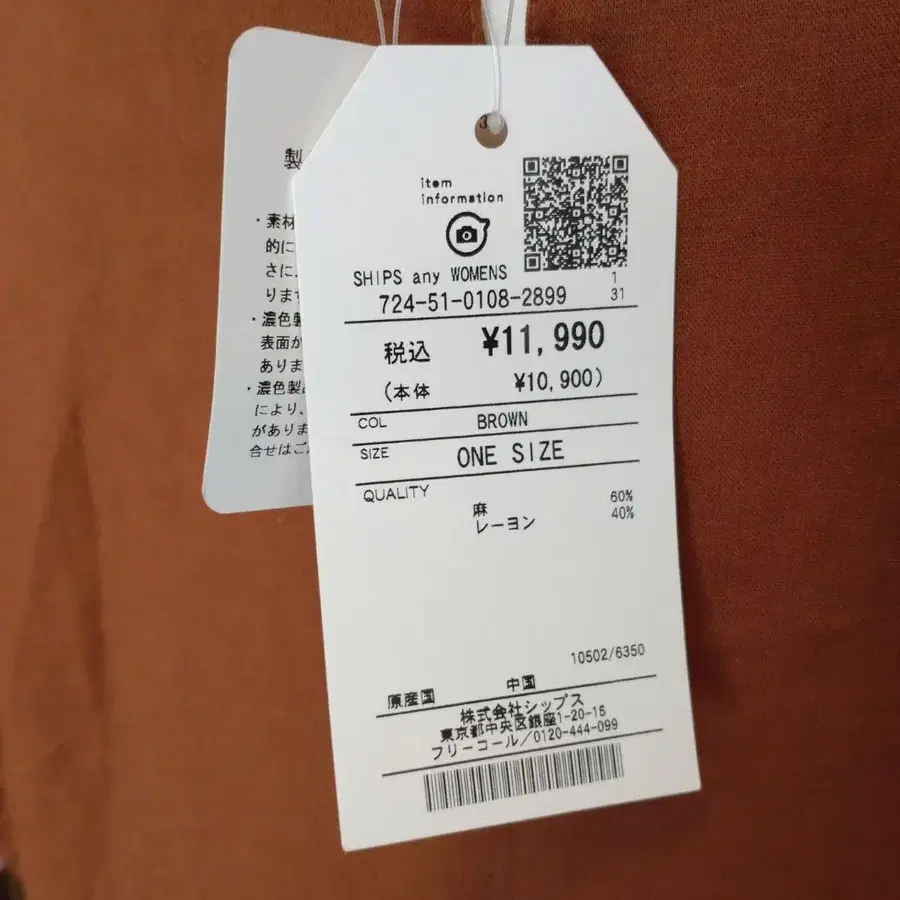 item
information
SHIPS any WOMENS
1
724-51-0108-2899
31
税込 ¥11,990
(本体 ¥10,900)
COL BROWN
SIZE ONE SIZE
QUALITY
麻 60%
レーヨン 40%
10502/6350
原産国 中国
株式会社シップス
東京都中央区銀座1-20-15
フリーコール/0120-444-099
製
・素材
的に
さに
ります
・濃色製
表面が
ありま
・濃色製
により、
がありま
合せはご